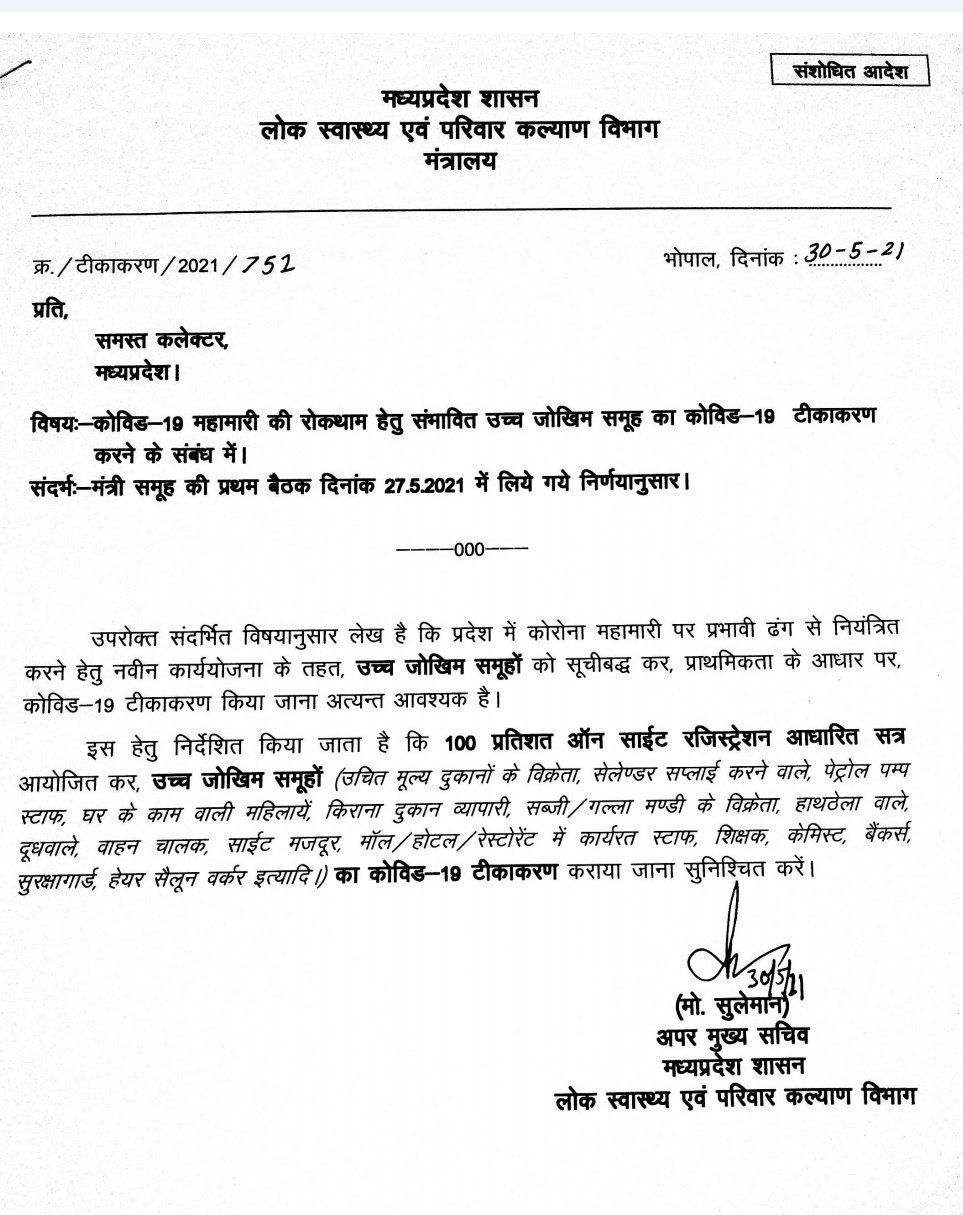 संशोधित आदेश
मध्यप्रदेश शासन
लोक स्वास्थ्य एवं परिवार कल्याण विभाग
मंत्रालय
क्र./टीकाकरण/2021/752
भोपाल, दिनांक : 30-5-21
प्रति,
समस्त कलेक्टर,
मध्यप्रदेश।
विषयः–कोविड–19 महामारी की रोकथाम हेतु संभावित उच्च जोखिम समूह का कोविड–19 टीकाकरण
करने के संबंध में।
संदर्भः–मंत्री समूह की प्रथम बैठक दिनांक 27.5.2021 में लिये गये निर्णयानुसार।
––––000–––
उपरोक्त संदर्भित विषयानुसार लेख है कि प्रदेश में कोरोना महामारी पर प्रभावी ढंग से नियंत्रित
करने हेतु नवीन कार्ययोजना के तहत, उच्च जोखिम समूहों को सूचीबद्ध कर, प्राथमिकता के आधार पर,
कोविड–19 टीकाकरण किया जाना अत्यन्त आवश्यक है।
इस हेतु निर्देशित किया जाता है कि 100 प्रतिशत ऑन साईट रजिस्ट्रेशन आधारित सत्र
आयोजित कर, उच्च जोखिम समूहों (उचित मूल्य दुकानों के विक्रेता, सेलेण्डर सप्लाई करने वाले, पेट्रोल पम्प
स्टाफ, घर के काम वाली महिलायें, किराना दुकान व्यापारी, सब्जी/गल्ला मण्डी के विक्रेता, हाथठेला वाले,
दूधवाले, वाहन चालक, साईट मजदूर, मॉल/होटल/रेस्टोरेंट में कार्यरत स्टाफ, शिक्षक, केमिस्ट, बैंकर्स,
सुरक्षागार्ड, हेयर सैलून वर्कर इत्यादि।) का कोविड–19 टीकाकरण कराया जाना सुनिश्चित करें।
30/5/21
(मो. सुलेमान)
अपर मुख्य सचिव
मध्यप्रदेश शासन
लोक स्वास्थ्य एवं परिवार कल्याण विभाग